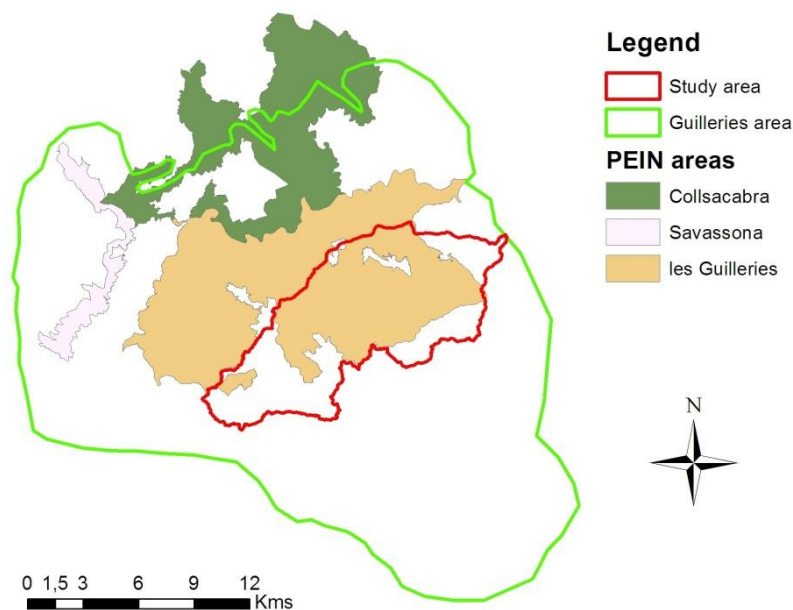 Legend
Study area
Guilleries area
PEIN areas
Collsacabra
Savassona
les Guilleries
N
0 1,5 3 6 9 12
Kms